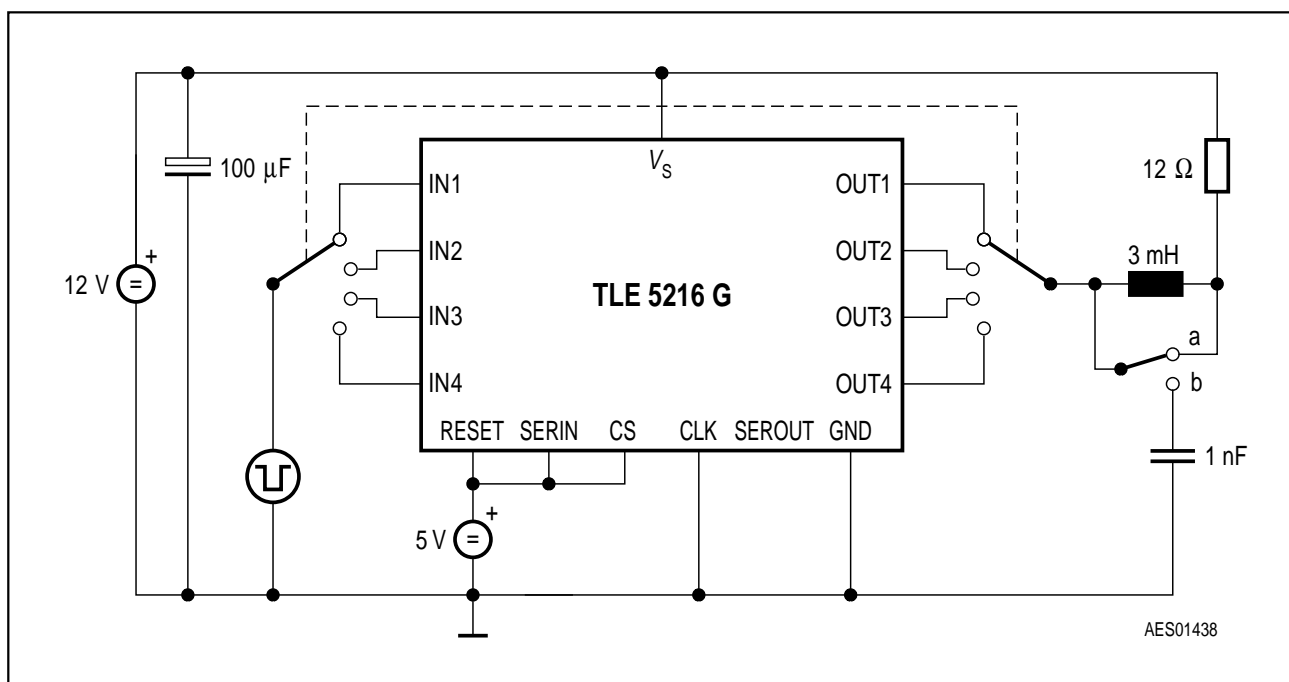 100 μF
VS
12 Ω
IN1
OUT1
IN2
OUT2
3 mH
12 V
+
=
TLE 5216 G
IN3
OUT3
a
IN4
OUT4
b
RESET SERIN CS CLK SEROUT GND
1 nF
5 V
+
=
AES01438